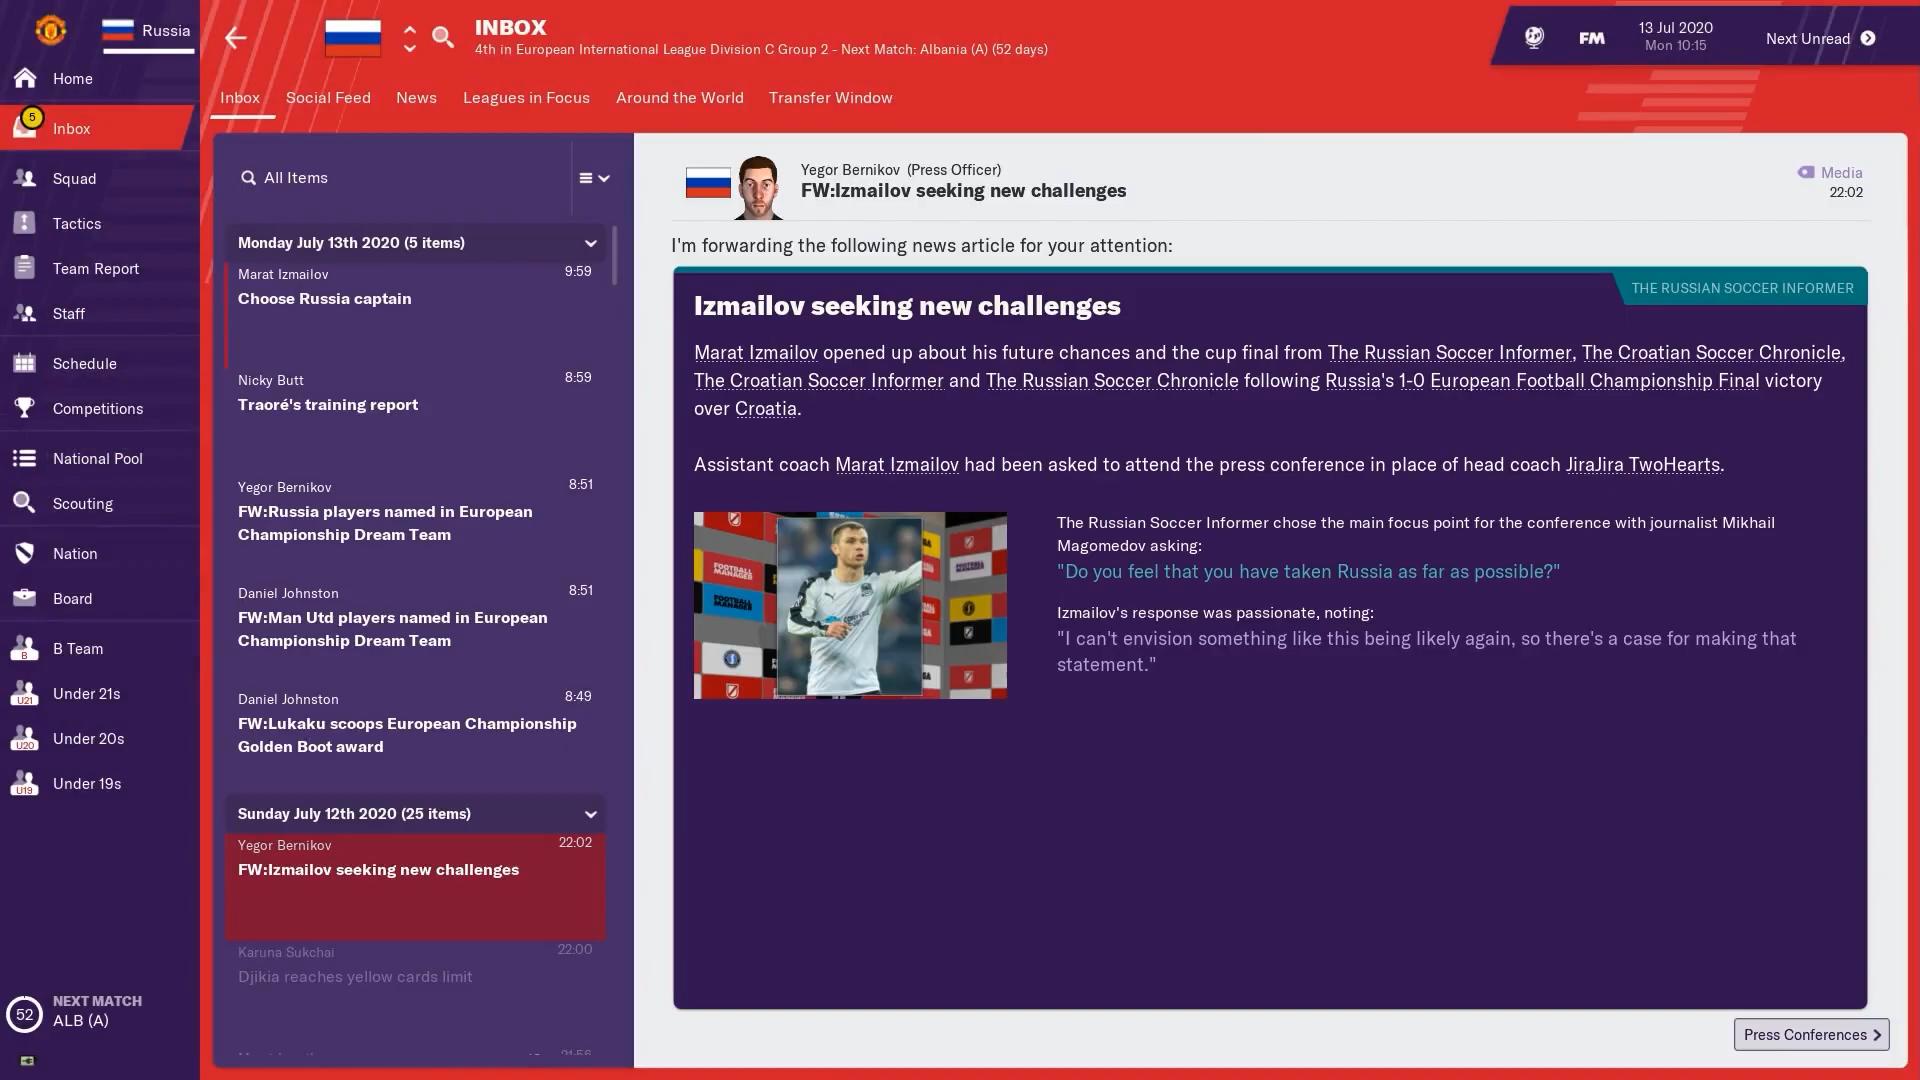 Russia
INBOX
4th in European International League Division C Group 2 - Next Match: Albania (A) (52 days)
FM
13 Jul 2020
Mon 10:15
Next Unread
Home
5
Inbox
Squad
Tactics
Team Report
Staff
Schedule
Competitions
National Pool
Scouting
Nation
Board
B
B Team
U21
Under 21s
U20
Under 20s
U19
Under 19s
52
NEXT MATCH
ALB (A)
Inbox
Social Feed
News
Leagues in Focus
Around the World
Transfer Window
All Items
Monday July 13th 2020 (5 items)
Marat Izmailov
9:59
Choose Russia captain
Nicky Butt
8:59
Traoré's training report
Yegor Bernikov
8:51
FW:Russia players named in European
Championship Dream Team
Daniel Johnston
8:51
FW:Man Utd players named in European
Championship Dream Team
Daniel Johnston
8:49
FW:Lukaku scoops European Championship
Golden Boot award
Sunday July 12th 2020 (25 items)
Yegor Bernikov
22:02
FW:Izmailov seeking new challenges
Karuna Sukchai
22:00
Djikia reaches yellow cards limit
Yegor Bernikov (Press Officer)
FW:Izmailov seeking new challenges
Media
22:02
I'm forwarding the following news article for your attention:
THE RUSSIAN SOCCER INFORMER
Izmailov seeking new challenges
Marat Izmailov opened up about his future chances and the cup final from The Russian Soccer Informer, The Croatian Soccer Chronicle,
The Croatian Soccer Informer and The Russian Soccer Chronicle following Russia's 1-0 European Football Championship Final victory
over Croatia.
Assistant coach Marat Izmailov had been asked to attend the press conference in place of head coach JiraJira TwoHearts.
FOOTBALL
MANAGER
FOOTBALL
MANAGER
FOOTBALL
MANAGER
The Russian Soccer Informer chose the main focus point for the conference with journalist Mikhail
Magomedov asking:
"Do you feel that you have taken Russia as far as possible?"
Izmailov's response was passionate, noting:
"I can't envision something like this being likely again, so there's a case for making that
statement."
Press Conferences